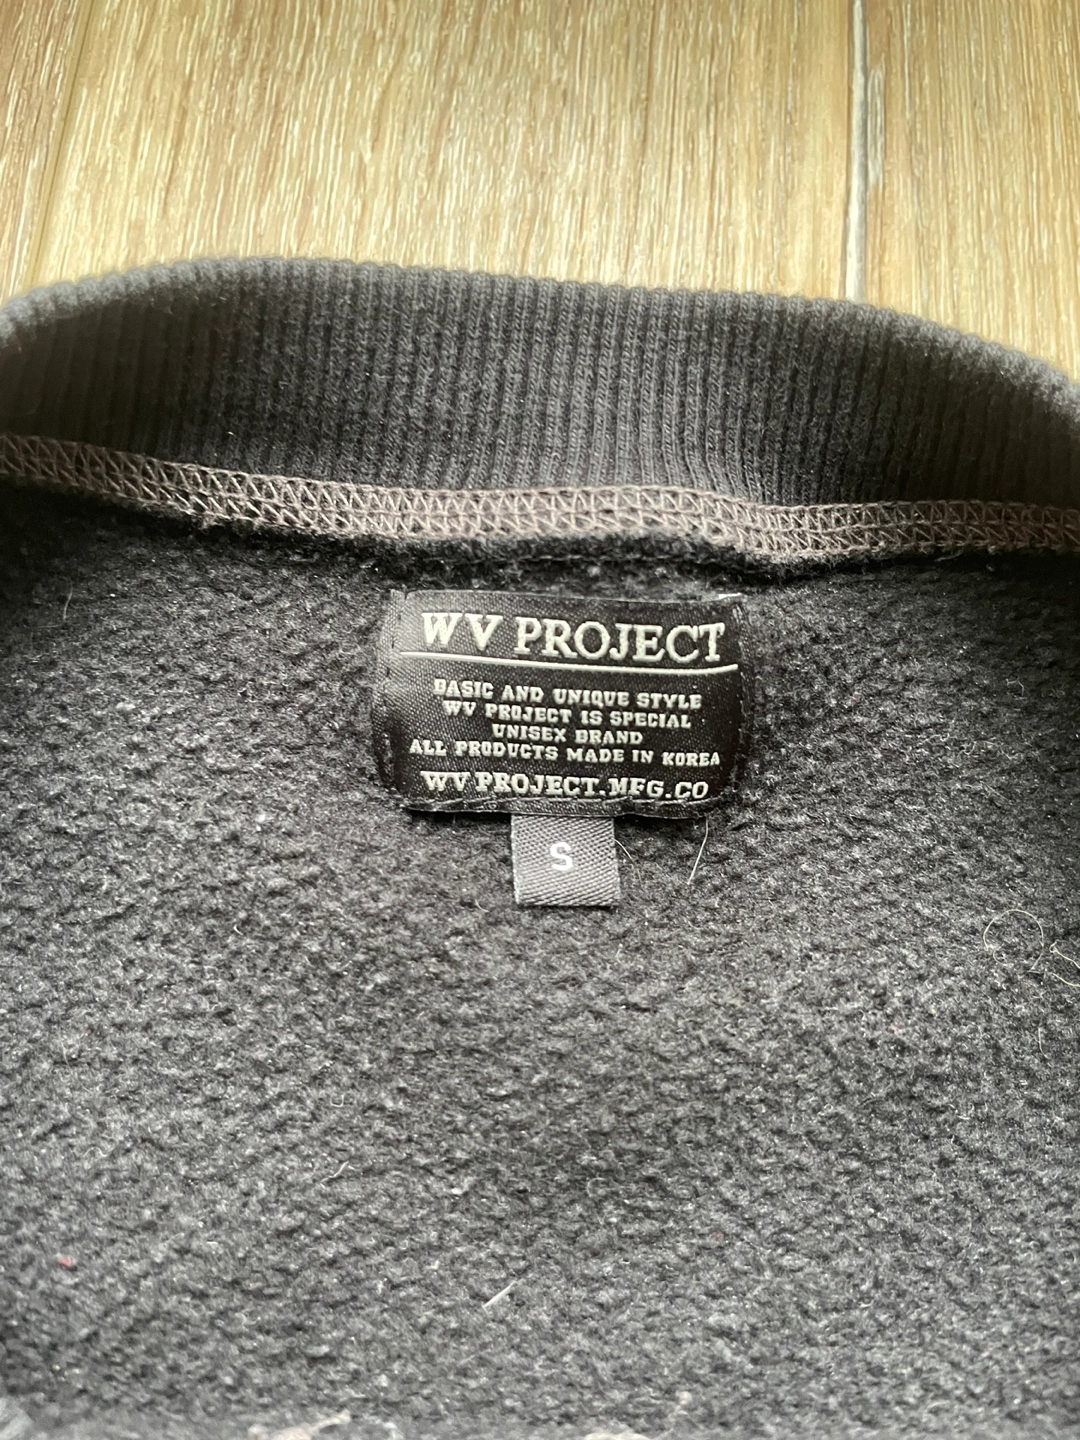 WV PROJECT
BASIC AND UNIQUE STYLE
WV PROJECT IS SPECIAL
UNISEX BRAND
ALL PRODUCTS MADE IN KOREA
WV PROJECT.MFG.CO
S